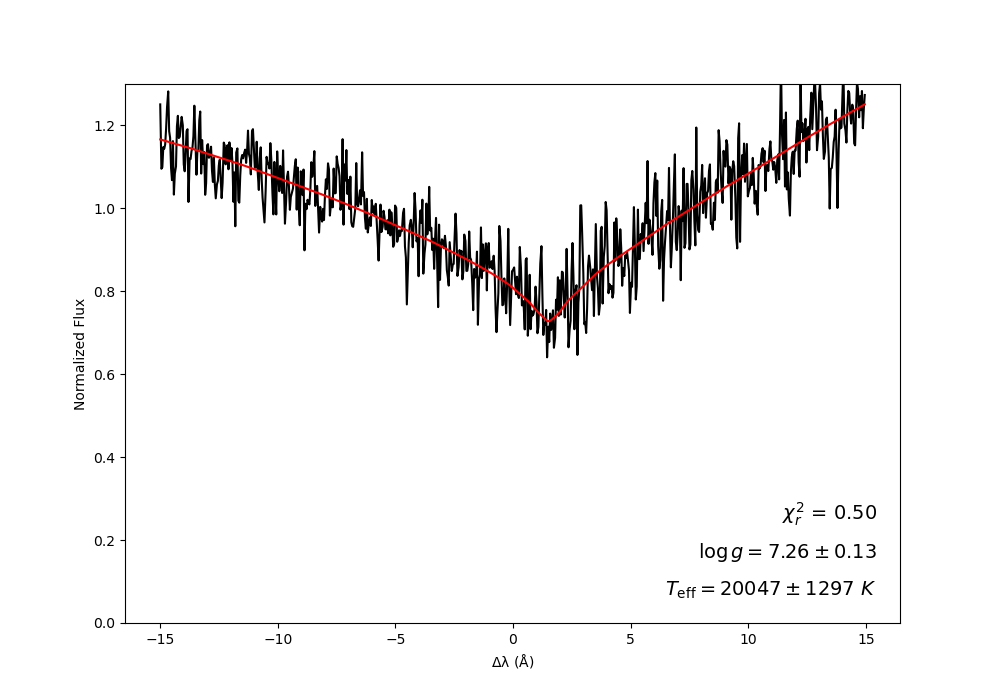 1.2
1.0
0.8
0.6
0.4
0.2
0.0
Normalized Flux
χ²ᵣ = 0.50
log g = 7.26 ± 0.13
T_eff = 20047 ± 1297 K
−15 −10 −5 0 5 10 15
Δλ (Å)